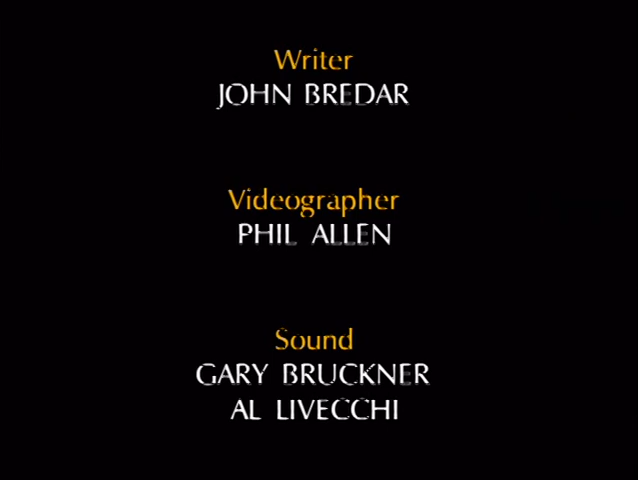 Writer
JOHN BREDAR
Videographer
PHIL ALLEN
Sound
GARY BRUCKNER
AL LIVECCHI